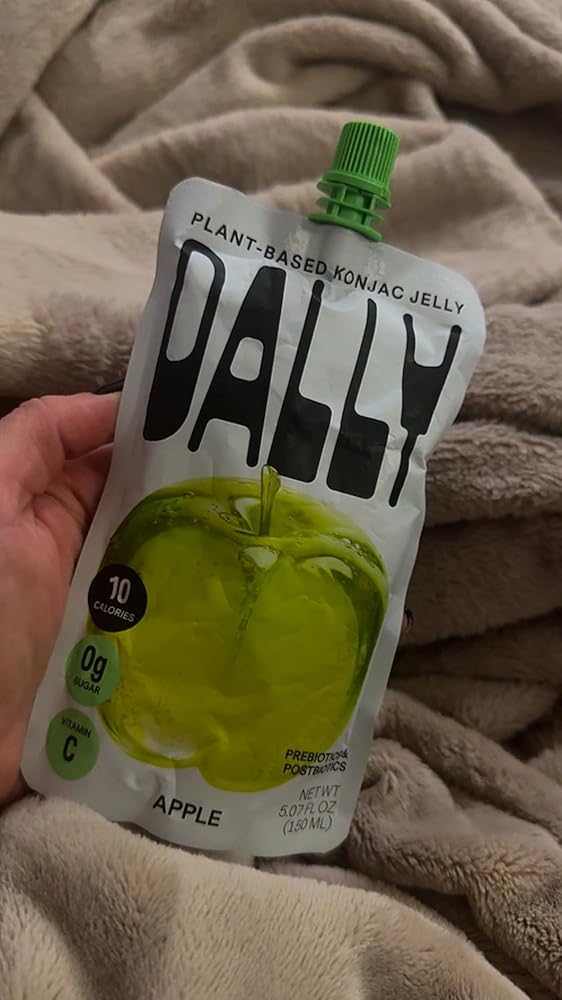 PLANT-BASED KONJAC JELLY
DALLY
10
CALORIES
0g
SUGAR
VITAMIN
C
PREBIOTICS &
POSTBIOTICS
NET WT
5.07 FL OZ
(150 ML)
APPLE